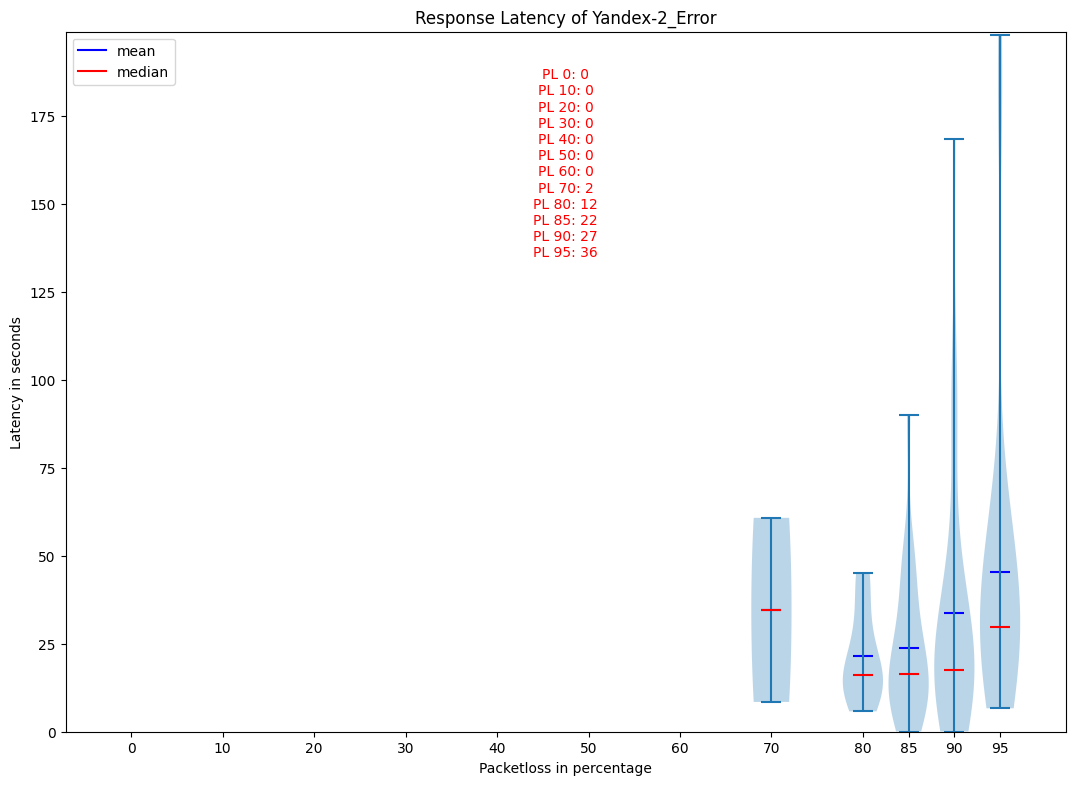 Response Latency of Yandex-2_Error
mean
median
PL 0: 0
PL 10: 0
PL 20: 0
PL 30: 0
PL 40: 0
PL 50: 0
PL 60: 0
PL 70: 2
PL 80: 12
PL 85: 22
PL 90: 27
PL 95: 36
Latency in seconds
175
150
125
100
75
50
25
0
0 10 20 30 40 50 60 70 80 85 90 95
Packetloss in percentage